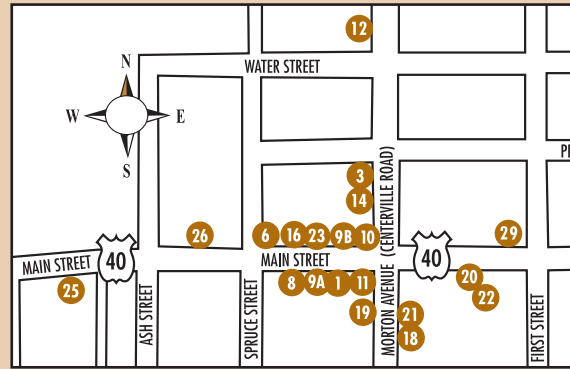 12
N
WATER STREET
W
E
S
P
3
14
MORTON AVENUE (CENTERVILLE ROAD)
26
6
16
23
9B
10
29
40
40
MAIN STREET
MAIN STREET
25
8
9A
1
11
20
22
19
21
18
ASH STREET
SPRUCE STREET
FIRST STREET